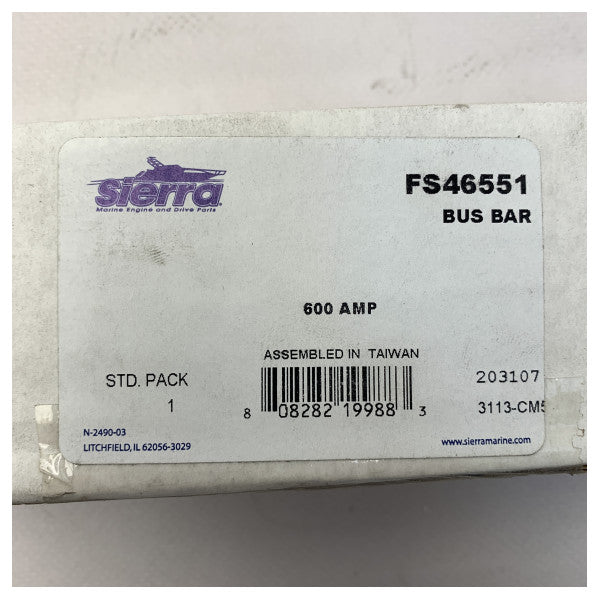 Sierra
Marine Engine and Drive Parts
FS46551
BUS BAR
600 AMP
ASSEMBLED IN TAIWAN
STD. PACK
1
8 08282 19988 3
203107
3113-CM5
N-2490-03
LITCHFIELD, IL 62056-3029
www.sierramarine.com